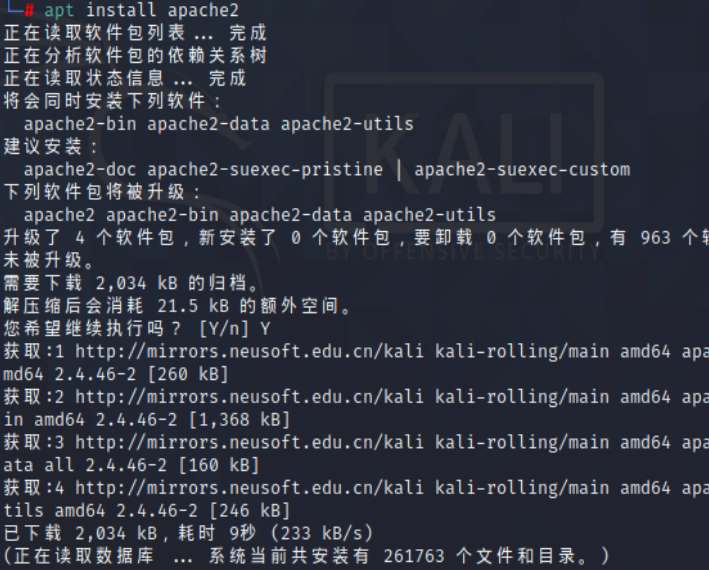 └─# apt install apache2
正在读取软件包列表... 完成
正在分析软件包的依赖关系树
正在读取状态信息... 完成
将会同时安装下列软件：
apache2-bin apache2-data apache2-utils
建议安装：
apache2-doc apache2-suexec-pristine | apache2-suexec-custom
下列软件包将被升级：
apache2 apache2-bin apache2-data apache2-utils
升级了 4 个软件包，新安装了 0 个软件包，要卸载 0 个软件包，有 963 个软
未被升级。
需要下载 2,034 kB 的归档。
解压缩后会消耗 21.5 kB 的额外空间。
您希望继续执行吗？ [Y/n] Y
获取:1 http://mirrors.neusoft.edu.cn/kali kali-rolling/main amd64 apa
md64 2.4.46-2 [260 kB]
获取:2 http://mirrors.neusoft.edu.cn/kali kali-rolling/main amd64 apa
in amd64 2.4.46-2 [1,368 kB]
获取:3 http://mirrors.neusoft.edu.cn/kali kali-rolling/main amd64 apa
ata all 2.4.46-2 [160 kB]
获取:4 http://mirrors.neusoft.edu.cn/kali kali-rolling/main amd64 apa
tils amd64 2.4.46-2 [246 kB]
已下载 2,034 kB，耗时 9秒 (233 kB/s)
(正在读取数据库 ... 系统当前共安装有 261763 个文件和目录。)
KALI
BY OFFENSIVE SECURITY